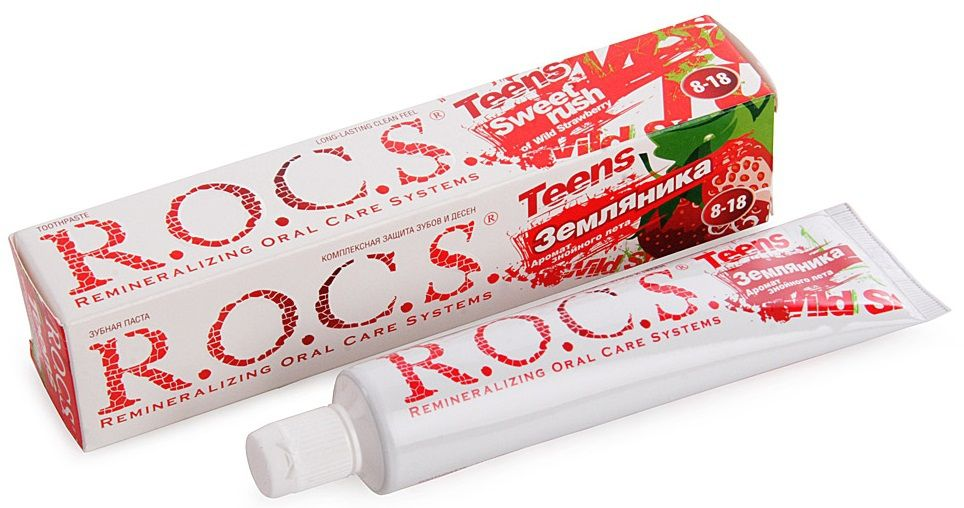 TOOTHPASTE
LONG-LASTING CLEAN FEEL
R.O.C.S.®
REMINERALIZING ORAL CARE SYSTEMS
Teens
Sweet
rush
of Wild Strawberry
8-18
ЗУБНАЯ ПАСТА
КОМПЛЕКСНАЯ ЗАЩИТА ЗУБОВ И ДЕСЕН
R.O.C.S.®
REMINERALIZING ORAL CARE SYSTEMS
Teens
Земляника
Аромат
знойного лета
8-18
R.O.C.S.
R.O.C.S.®
REMINERALIZING ORAL CARE SYSTEMS
Teens
Земляника
Аромат
знойного лета
Wild S